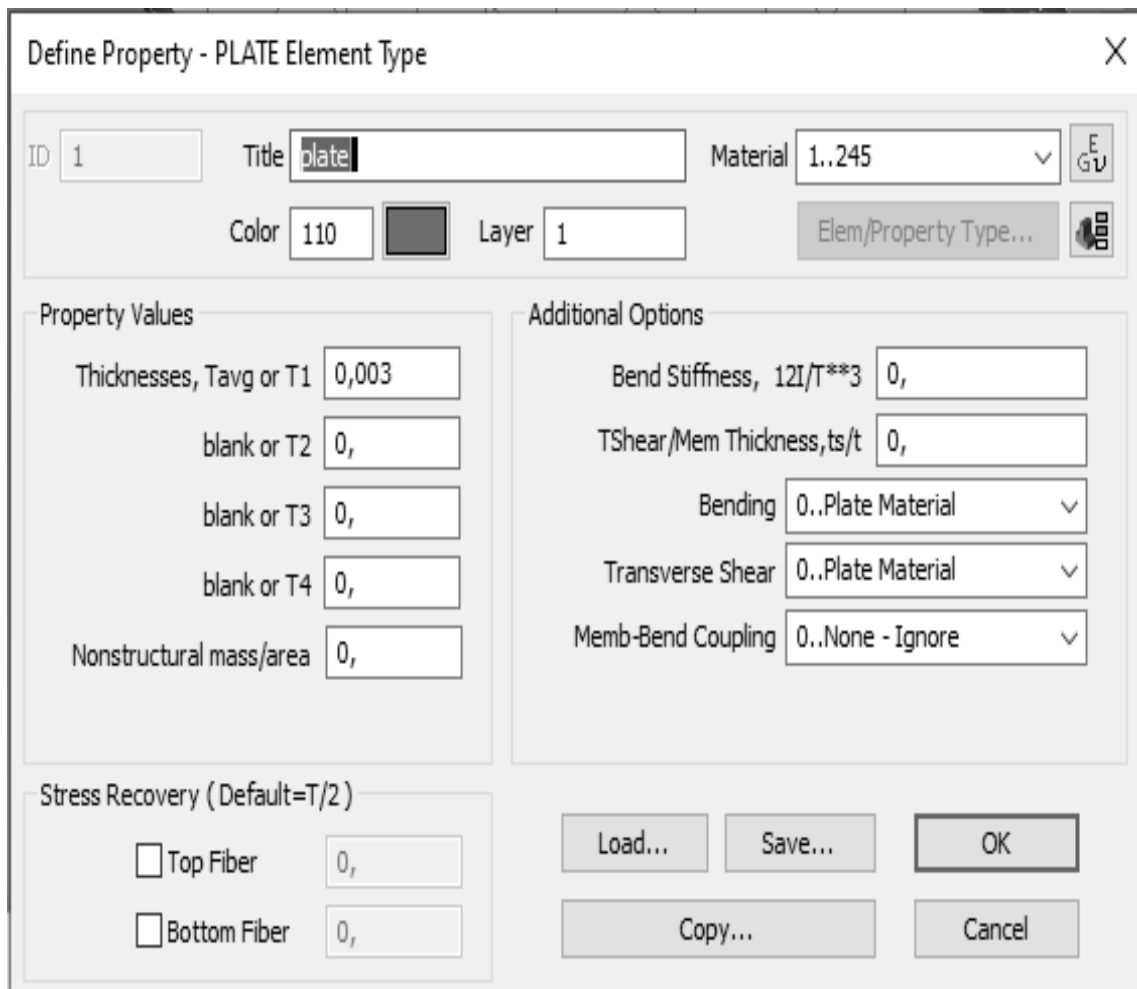 Define Property - PLATE Element Type
ID 1 Title plate Material 1..245 E Gν
Color 110 Layer 1 Elem/Property Type...
Property Values
Thicknesses, Tavg or T1 0,003
blank or T2 0,
blank or T3 0,
blank or T4 0,
Nonstructural mass/area 0,
Additional Options
Bend Stiffness, 12I/T**3 0,
TShear/Mem Thickness,ts/t 0,
Bending 0..Plate Material
Transverse Shear 0..Plate Material
Memb-Bend Coupling 0..None - Ignore
Stress Recovery ( Default=T/2 )
Top Fiber 0,
Bottom Fiber 0,
Load... Save... OK
Copy... Cancel